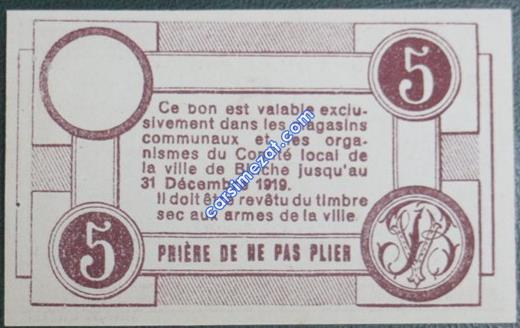 5
Ce bon est valable exclu-
sivement dans les magasins
communaux et les orga-
nismes du Comité local de
la ville de Binche jusqu'au
31 Décembre 1919.
Il doit être revêtu du timbre
sec aux armes de la ville
5
PRIÈRE DE NE PAS PLIER
carsimezat.com